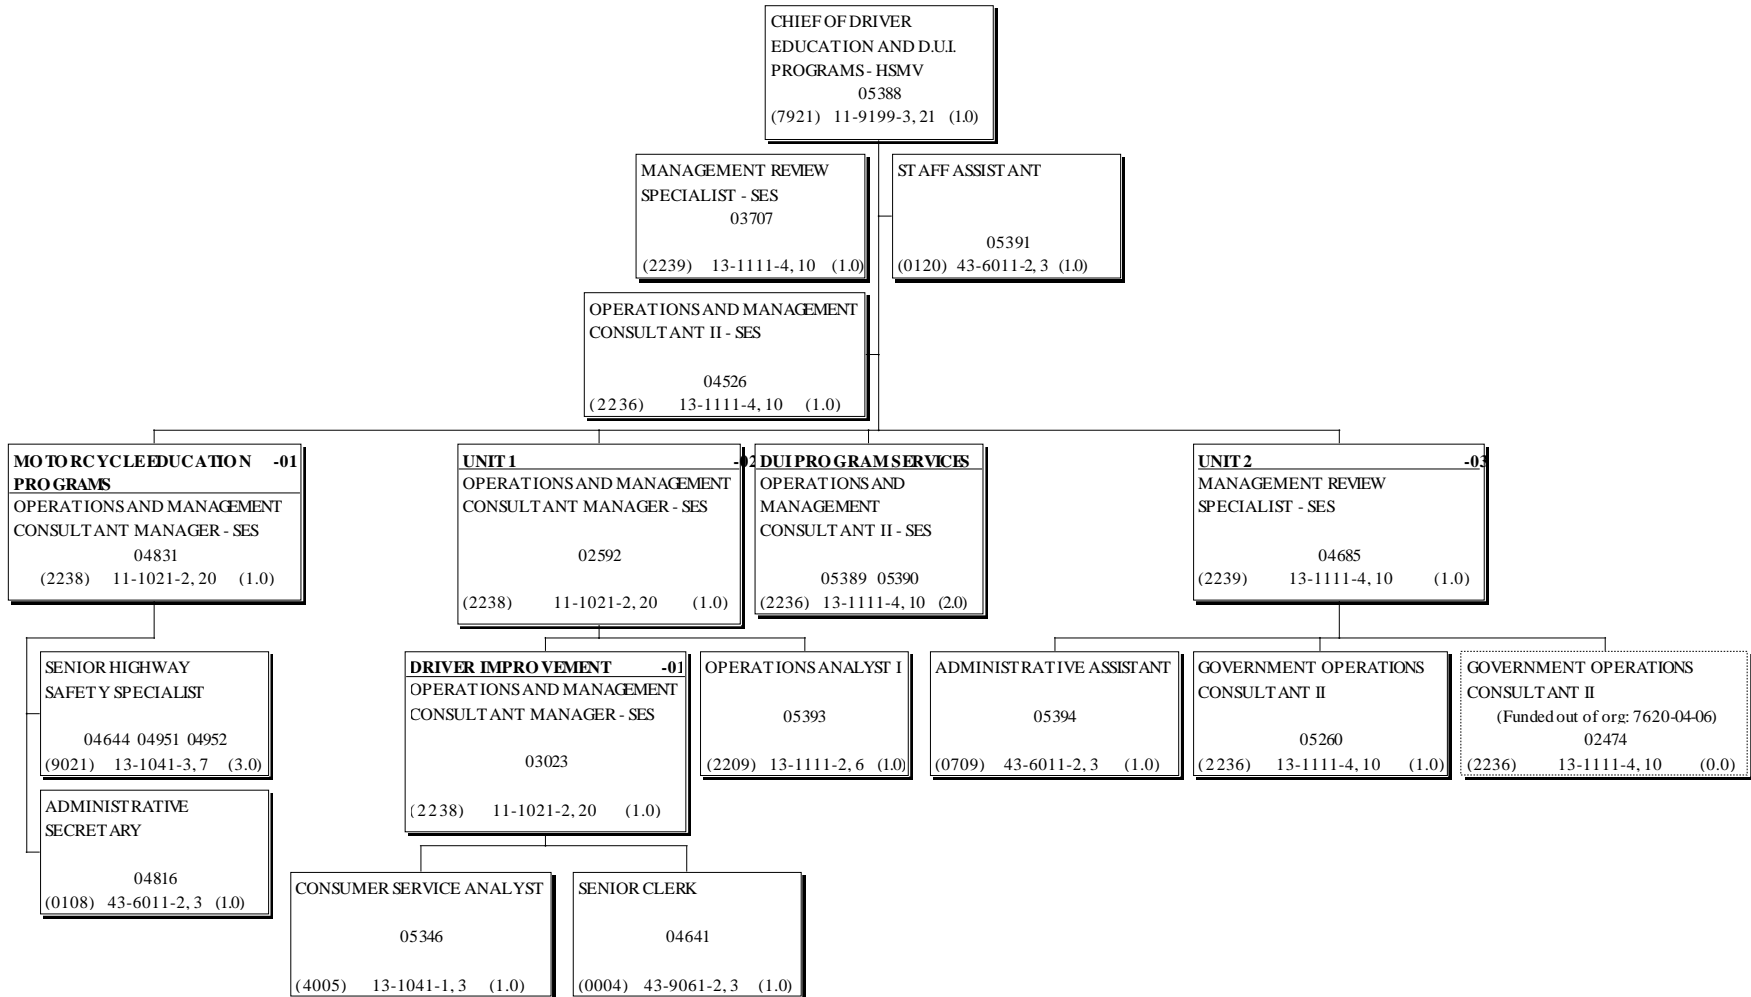 CHIEF OF DRIVER
EDUCATION AND D.U.I.
PROGRAMS - HSMV
05388
(7921) 11-9199-3, 21 (1.0)
MANAGEMENT REVIEW
SPECIALIST - SES
03707
(2239) 13-1111-4, 10 (1.0)
STAFF ASSISTANT
05391
(0120) 43-6011-2, 3 (1.0)
OPERATIONS AND MANAGEMENT
CONSULTANT II - SES
04526
(2236) 13-1111-4, 10 (1.0)
MOTORCYCLE EDUCATION -01
PROGRAMS
OPERATIONS AND MANAGEMENT
CONSULTANT MANAGER - SES
04831
(2238) 11-1021-2, 20 (1.0)
UNIT 1 -02
OPERATIONS AND MANAGEMENT
CONSULTANT MANAGER - SES
02592
(2238) 11-1021-2, 20 (1.0)
DUI PROGRAM SERVICES
OPERATIONS AND
MANAGEMENT
CONSULTANT II - SES
05389 05390
(2236) 13-1111-4, 10 (2.0)
UNIT 2 -03
MANAGEMENT REVIEW
SPECIALIST - SES
04685
(2239) 13-1111-4, 10 (1.0)
SENIOR HIGHWAY
SAFETY SPECIALIST
04644 04951 04952
(9021) 13-1041-3, 7 (3.0)
ADMINISTRATIVE
SECRETARY
04816
(0108) 43-6011-2, 3 (1.0)
DRIVER IMPROVEMENT -01
OPERATIONS AND MANAGEMENT
CONSULTANT MANAGER - SES
03023
(2238) 11-1021-2, 20 (1.0)
OPERATIONS ANALYST I
05393
(2209) 13-1111-2, 6 (1.0)
ADMINISTRATIVE ASSISTANT
05394
(0709) 43-6011-2, 3 (1.0)
GOVERNMENT OPERATIONS
CONSULTANT II
05260
(2236) 13-1111-4, 10 (1.0)
GOVERNMENT OPERATIONS
CONSULTANT II
(Funded out of org: 7620-04-06)
02474
(2236) 13-1111-4, 10 (0.0)
CONSUMER SERVICE ANALYST
05346
(4005) 13-1041-1, 3 (1.0)
SENIOR CLERK
04641
(0004) 43-9061-2, 3 (1.0)